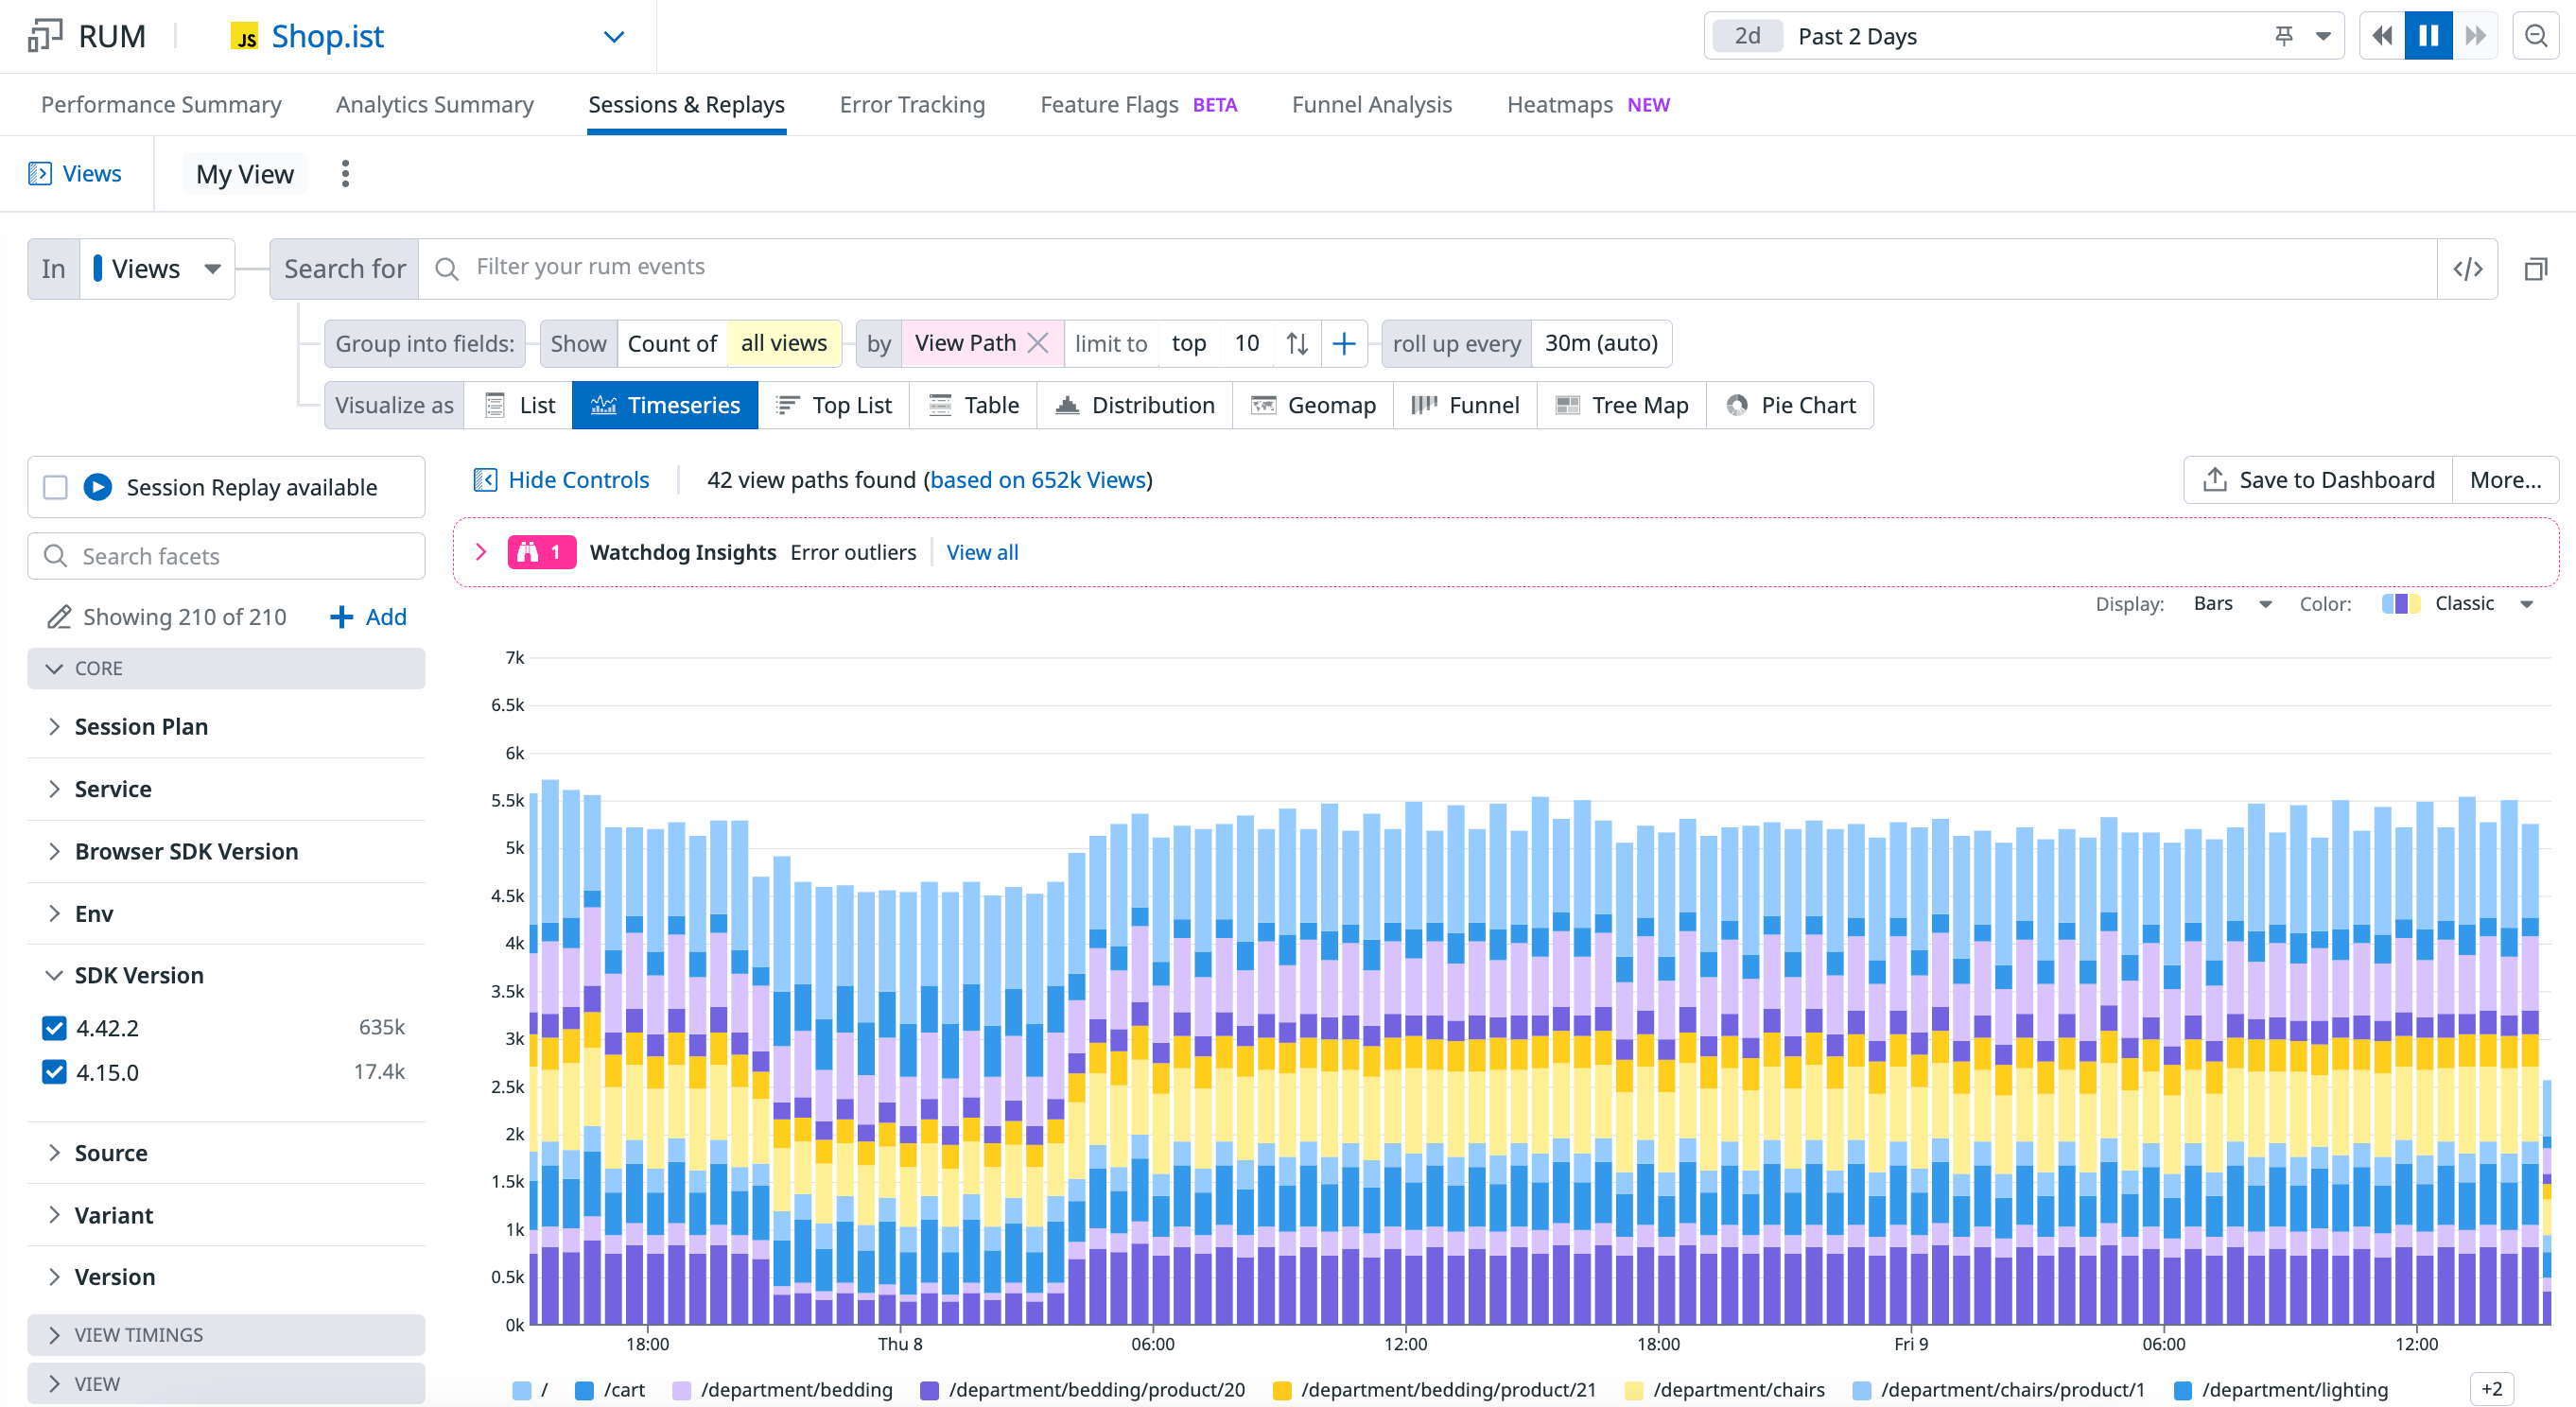 RUM JS Shop.ist 2d Past 2 Days
Performance Summary Analytics Summary Sessions & Replays Error Tracking Feature Flags BETA Funnel Analysis Heatmaps NEW
Views My View
In Views Search for Filter your rum events </>
Group into fields: Show Count of all views by View Path limit to top 10 roll up every 30m (auto)
Visualize as List Timeseries Top List Table Distribution Geomap Funnel Tree Map Pie Chart
Session Replay available
Search facets
Showing 210 of 210 + Add
CORE
Session Plan
Service
Browser SDK Version
Env
SDK Version
4.42.2 635k
4.15.0 17.4k
Source
Variant
Version
VIEW TIMINGS
VIEW
Hide Controls 42 view paths found (based on 652k Views) Save to Dashboard More...
1 Watchdog Insights Error outliers View all
Display: Bars Color: Classic
7k
6.5k
6k
5.5k
5k
4.5k
4k
3.5k
3k
2.5k
2k
1.5k
1k
0.5k
0k
18:00 Thu 8 06:00 12:00 18:00 Fri 9 06:00 12:00
/ /cart /department/bedding /department/bedding/product/20 /department/bedding/product/21 /department/chairs /department/chairs/product/1 /department/lighting +2